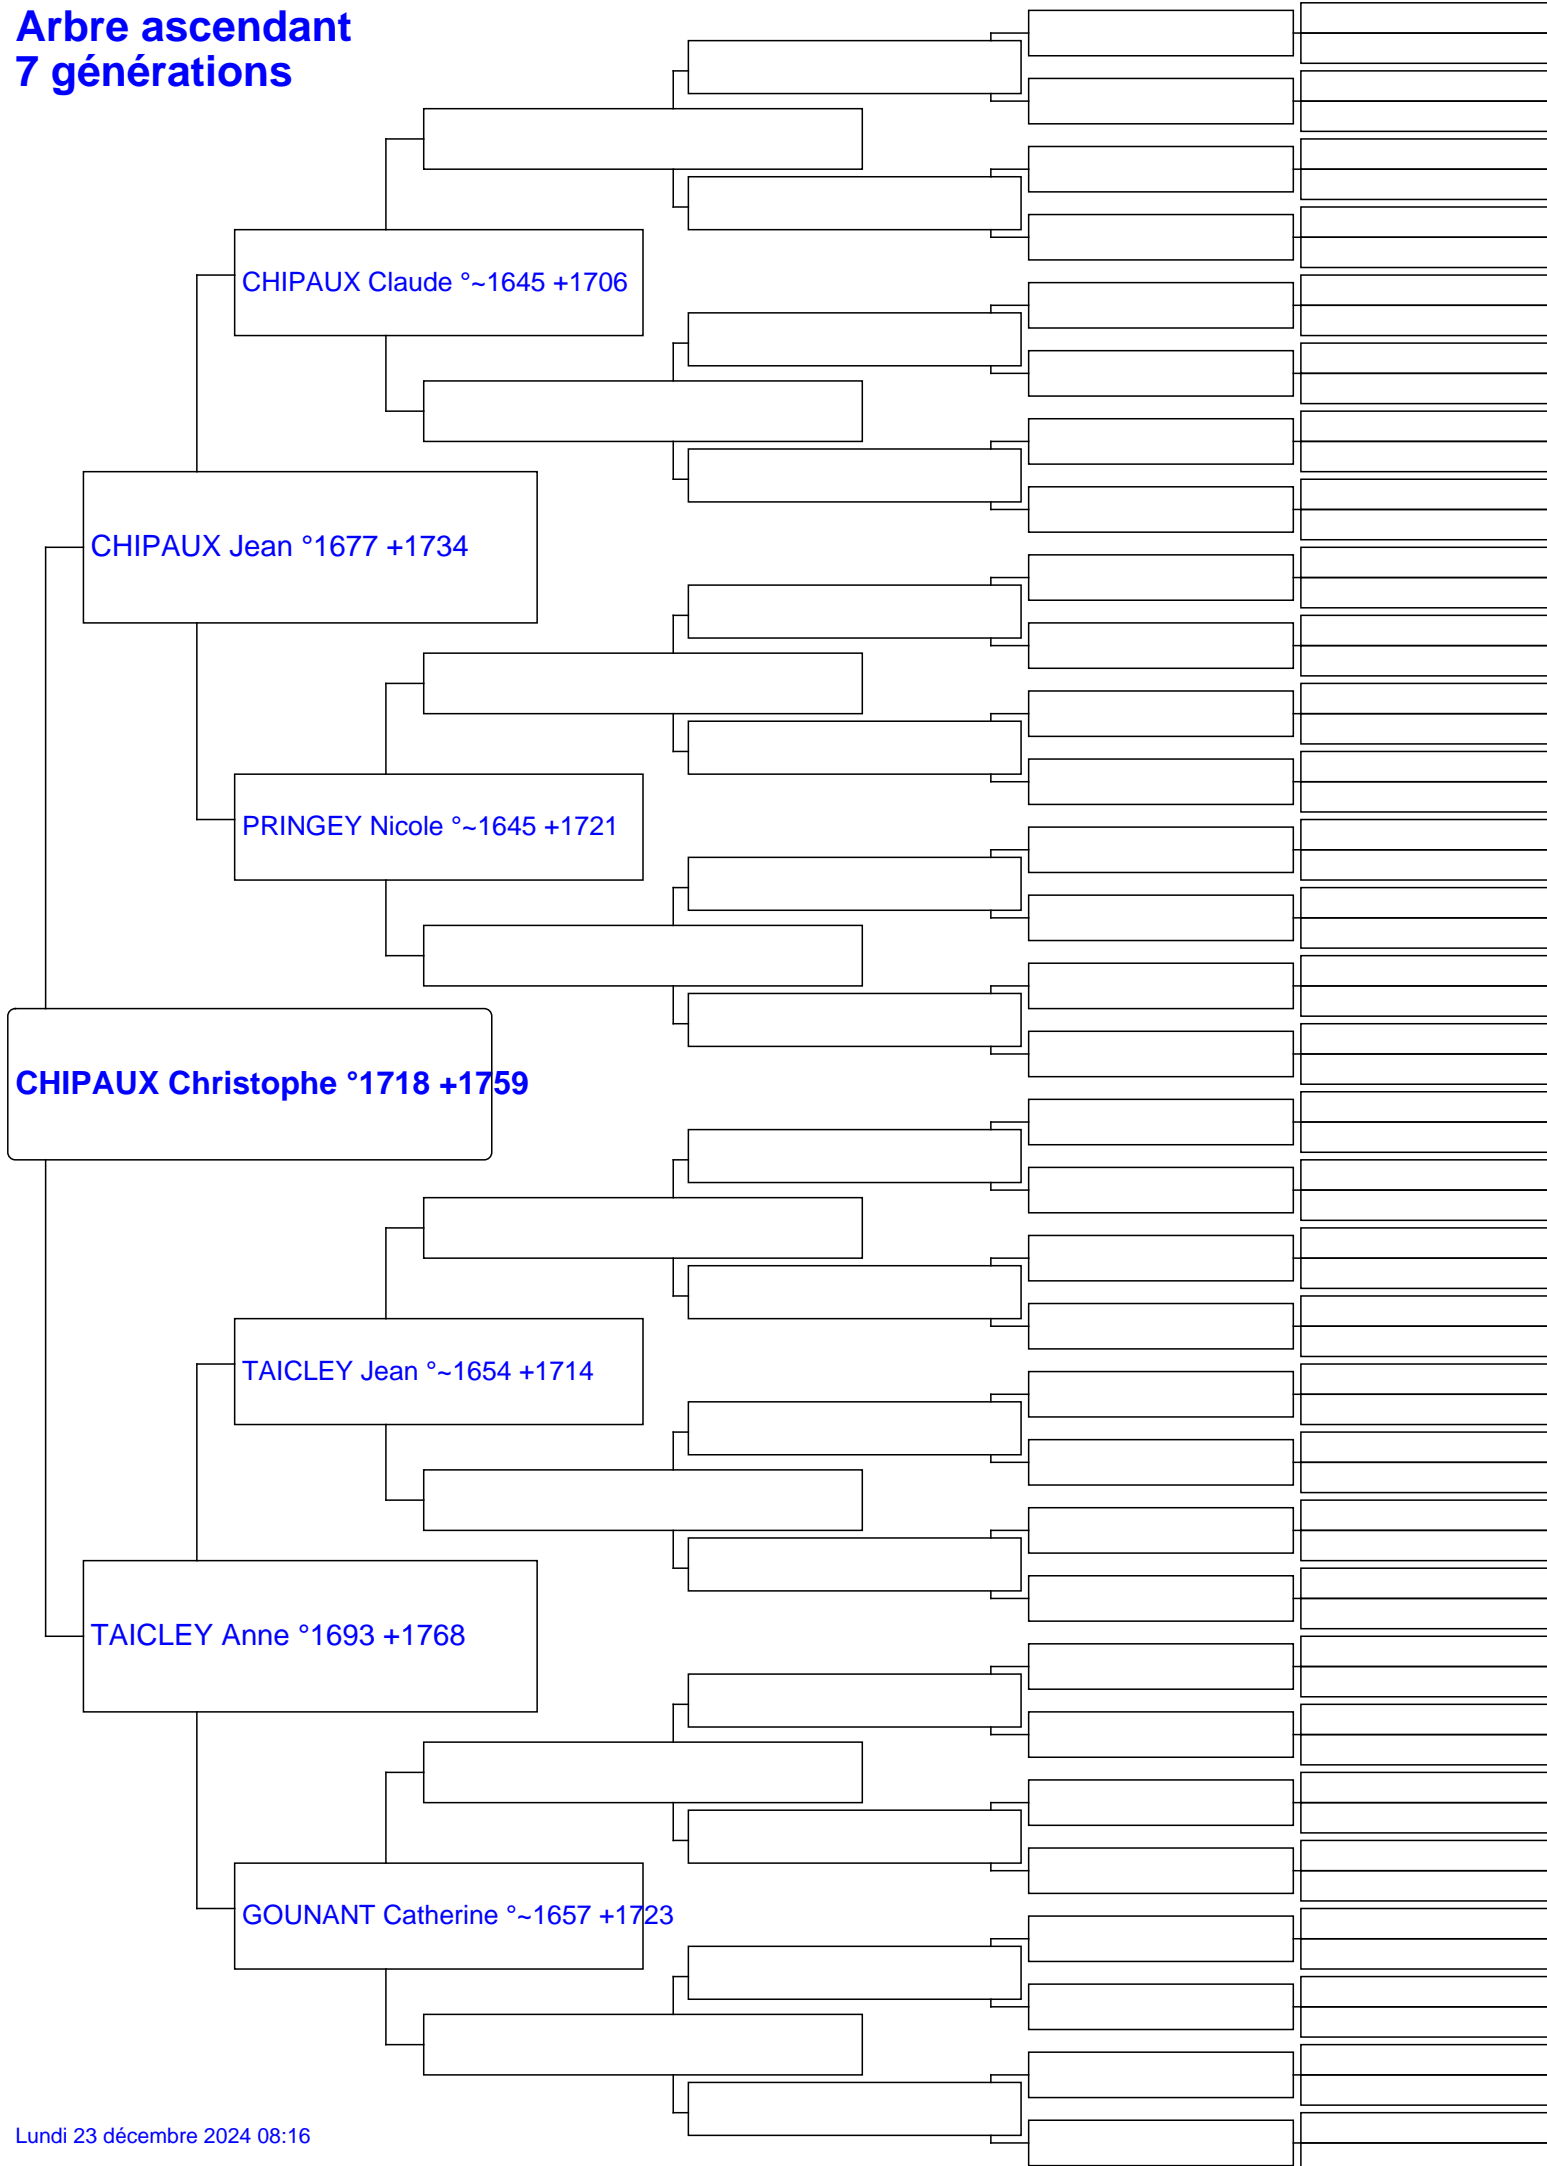 Arbre ascendant
7 générations
CHIPAUX Claude °~1645 +1706
CHIPAUX Jean °1677 +1734
PRINGEY Nicole °~1645 +1721
CHIPAUX Christophe °1718 +1759
TAICLEY Jean °~1654 +1714
TAICLEY Anne °1693 +1768
GOUNANT Catherine °~1657 +1723
Lundi 23 décembre 2024 08:16